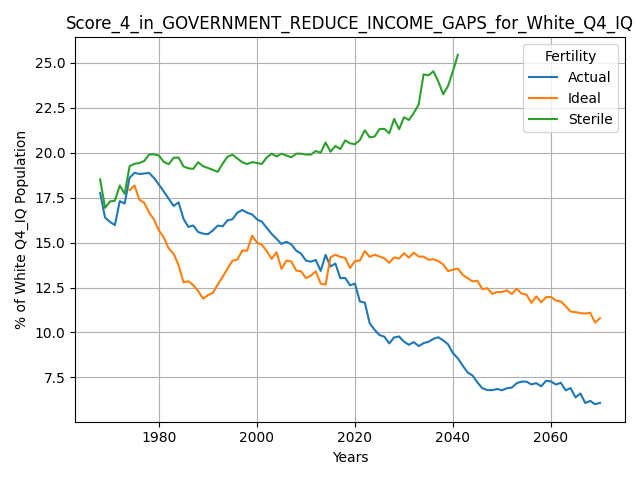 Score_4_in_GOVERNMENT_REDUCE_INCOME_GAPS_for_White_Q4_IQ
% of White Q4_IQ Population
25.0
22.5
20.0
17.5
15.0
12.5
10.0
7.5
Fertility
Actual
Ideal
Sterile
1980
2000
2020
2040
2060
Years